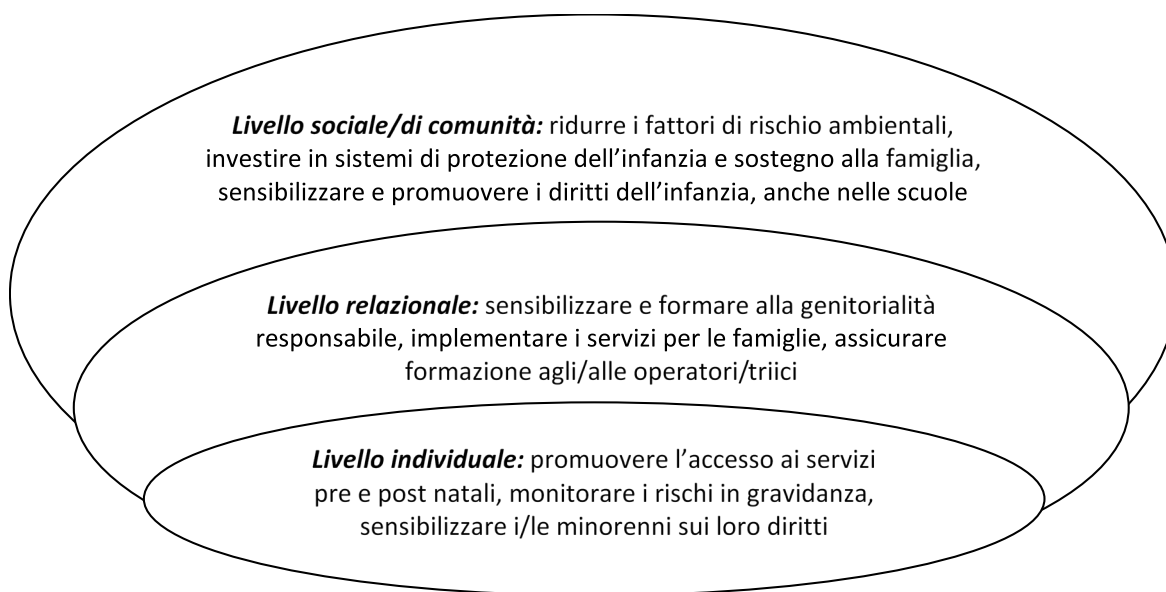 Livello sociale/di comunità: ridurre i fattori di rischio ambientali,
investire in sistemi di protezione dell’infanzia e sostegno alla famiglia,
sensibilizzare e promuovere i diritti dell’infanzia, anche nelle scuole
Livello relazionale: sensibilizzare e formare alla genitorialità
responsabile, implementare i servizi per le famiglie, assicurare
formazione agli/alle operatori/triici
Livello individuale: promuovere l’accesso ai servizi
pre e post natali, monitorare i rischi in gravidanza,
sensibilizzare i/le minorenni sui loro diritti